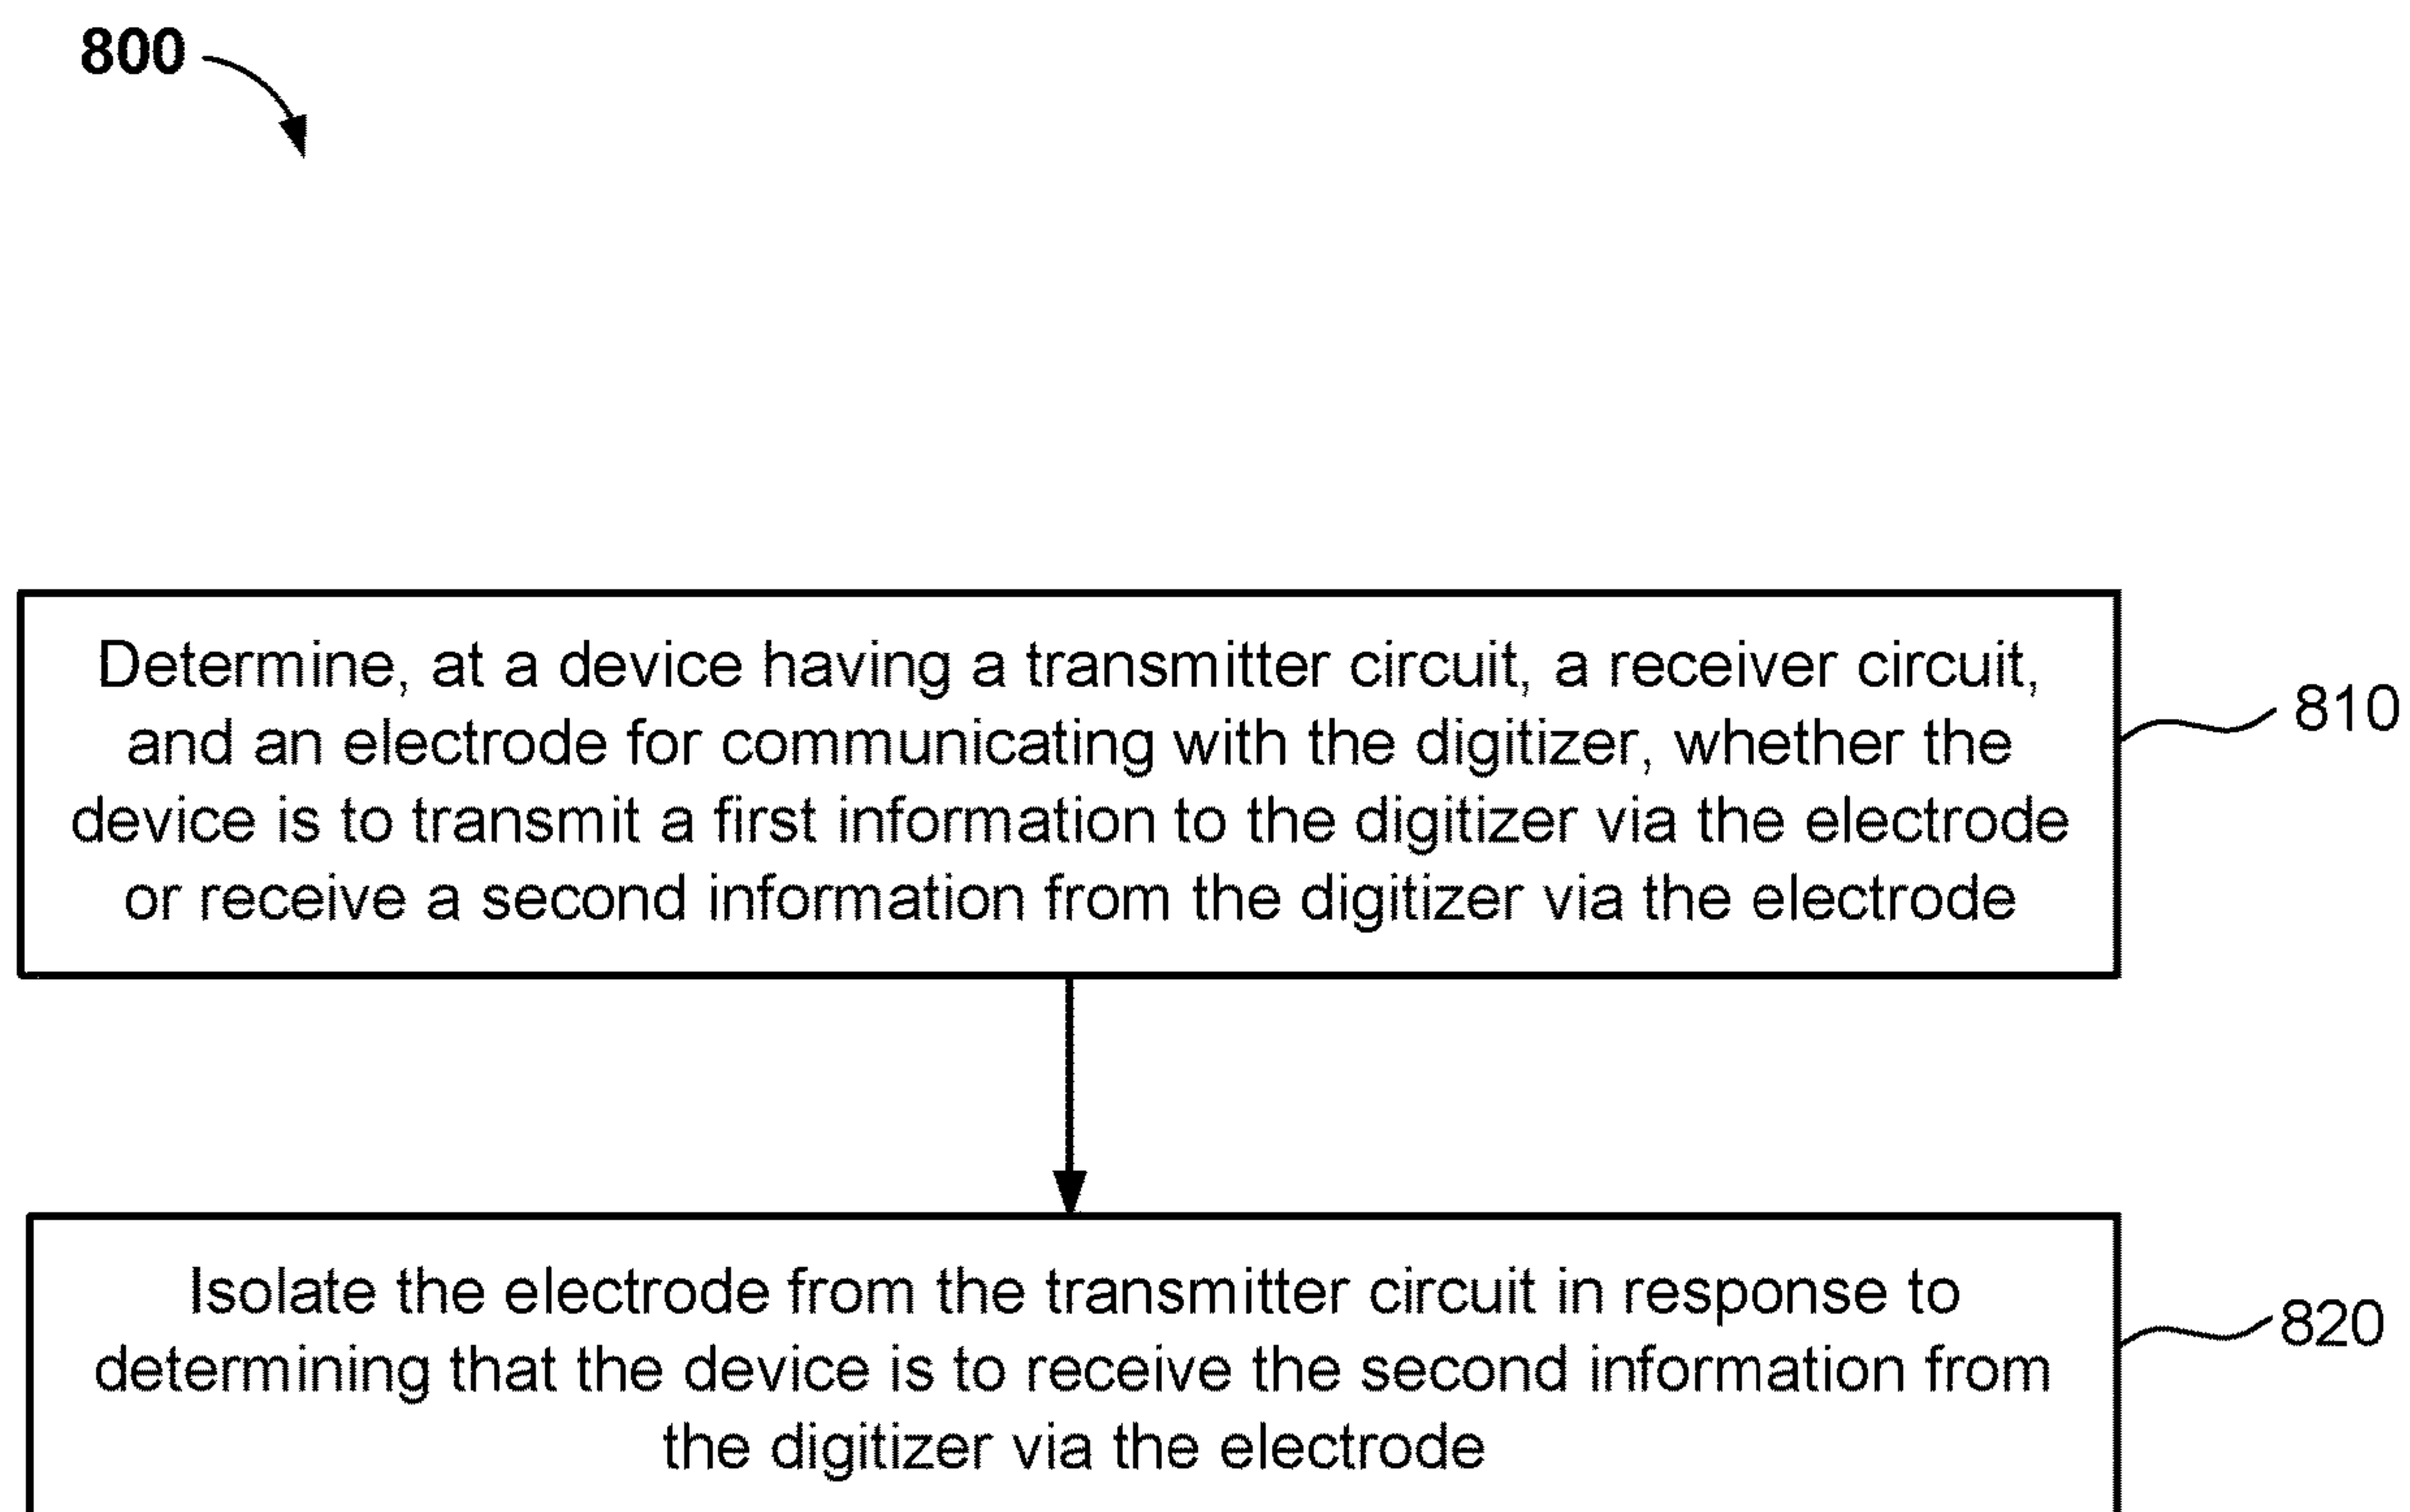 800
Determine, at a device having a transmitter circuit, a receiver circuit,
and an electrode for communicating with the digitizer, whether the
device is to transmit a first information to the digitizer via the electrode
or receive a second information from the digitizer via the electrode
810
Isolate the electrode from the transmitter circuit in response to
determining that the device is to receive the second information from
the digitizer via the electrode
820